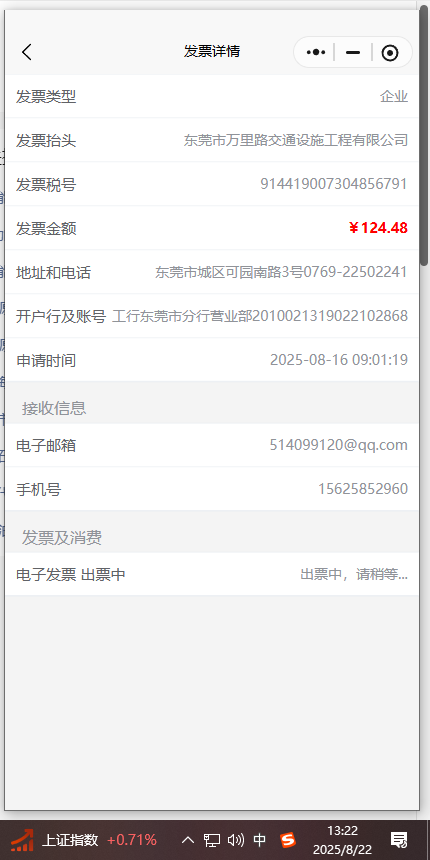 发票详情
发票类型 企业
发票抬头 东莞市万里路交通设施工程有限公司
发票税号 914419007304856791
发票金额 ¥124.48
地址和电话 东莞市城区可园南路3号0769-22502241
开户行及账号 工行东莞市分行营业部2010021319022102868
申请时间 2025-08-16 09:01:19
接收信息
电子邮箱 514099120@qq.com
手机号 15625852960
发票及消费
电子发票 出票中 出票中，请稍等...
上证指数 +0.71% 中 13:22
2025/8/22